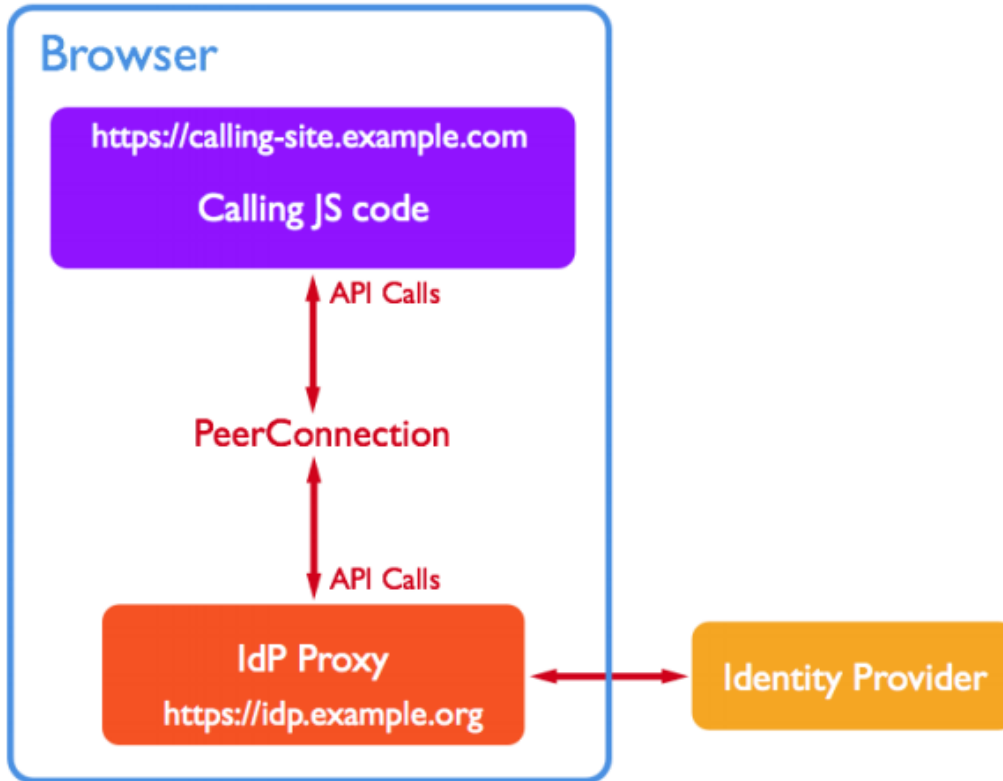 Browser
https://calling-site.example.com
Calling JS code
API Calls
PeerConnection
API Calls
IdP Proxy
https://idp.example.org
Identity Provider